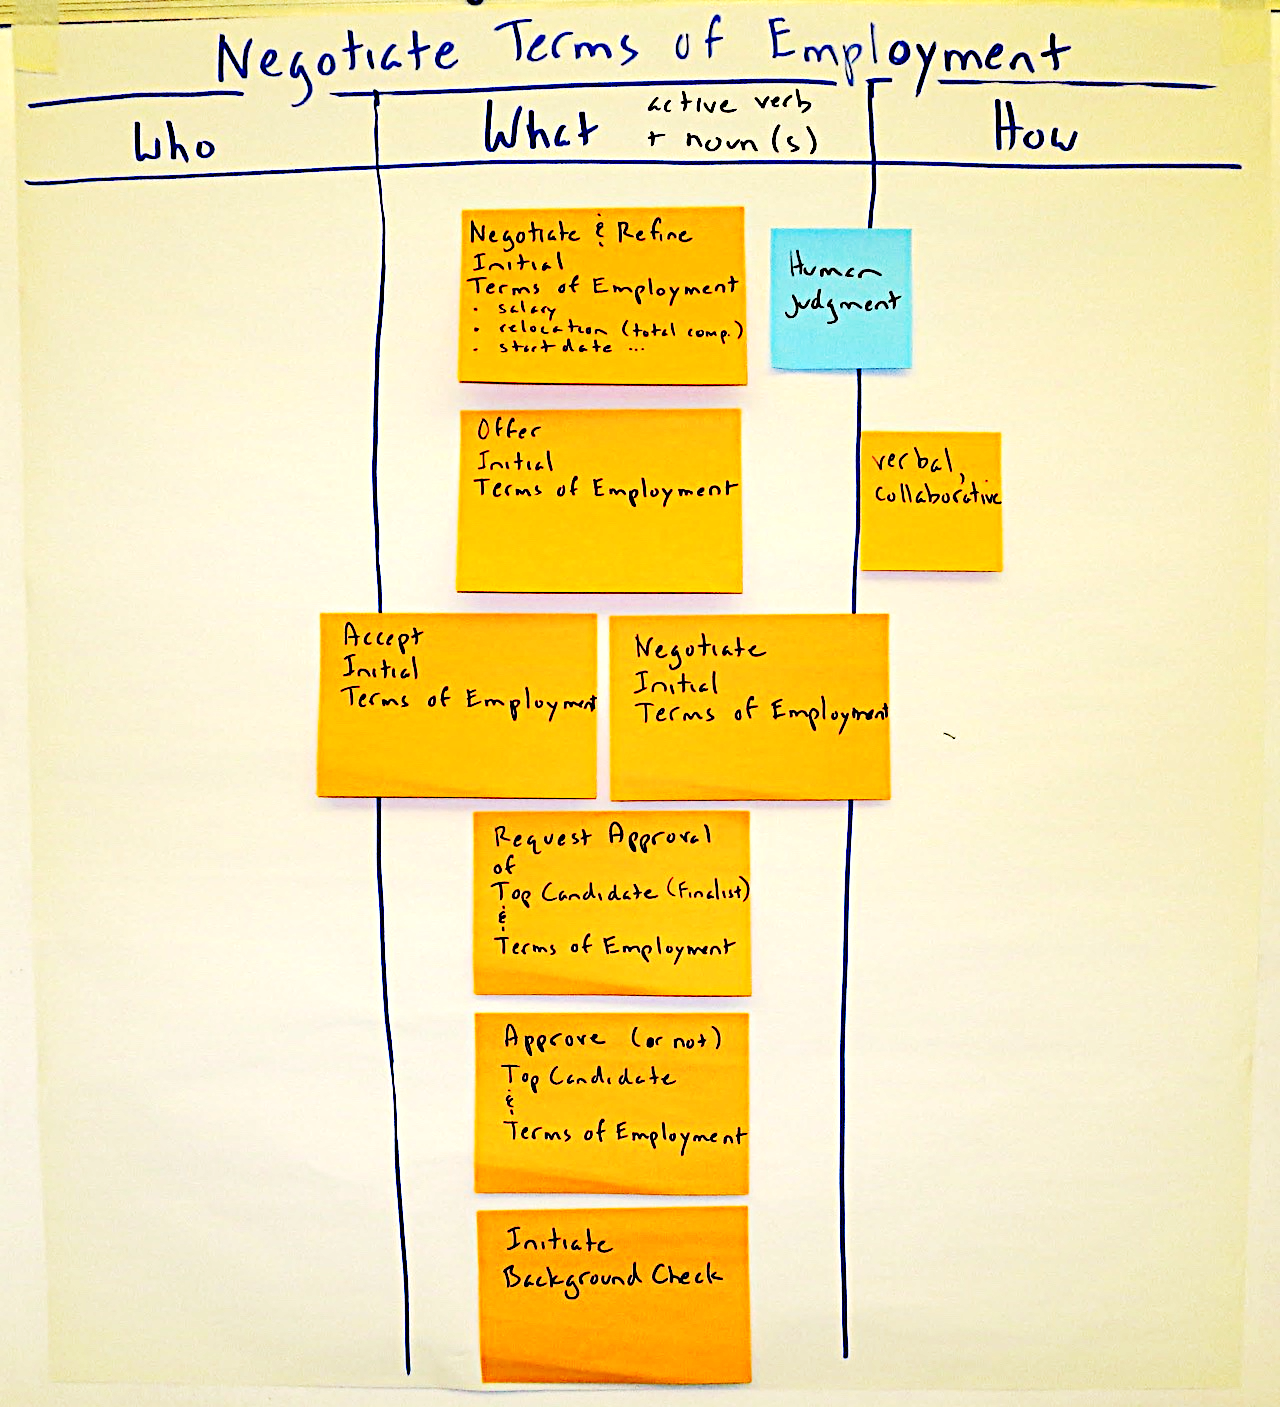 Negotiate Terms of Employment
Who
What
active verb
+ noun(s)
How
Negotiate & Refine
Initial
Terms of Employment
· salary
· relocation (total comp.)
· start date ...
Human
Judgment
Offer
Initial
Terms of Employment
verbal,
collaborative
Accept
Initial
Terms of Employment
Negotiate
Initial
Terms of Employment
Request Approval
of
Top Candidate (Finalist)
&
Terms of Employment
Approve (or not)
Top Candidate
&
Terms of Employment
Initiate
Background Check